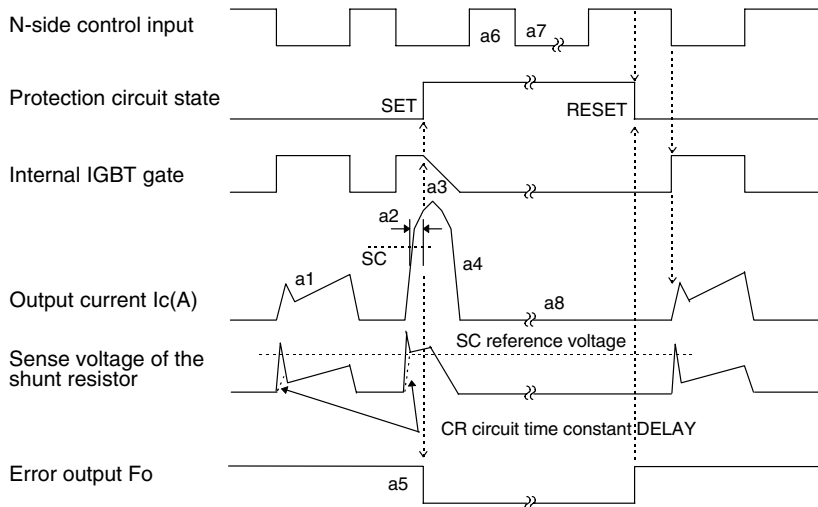 N-side control input
a6
a7
Protection circuit state
SET
RESET
Internal IGBT gate
a3
a2
SC
a4
a1
a8
Output current Ic(A)
SC reference voltage
Sense voltage of the
shunt resistor
CR circuit time constant DELAY
Error output Fo
a5